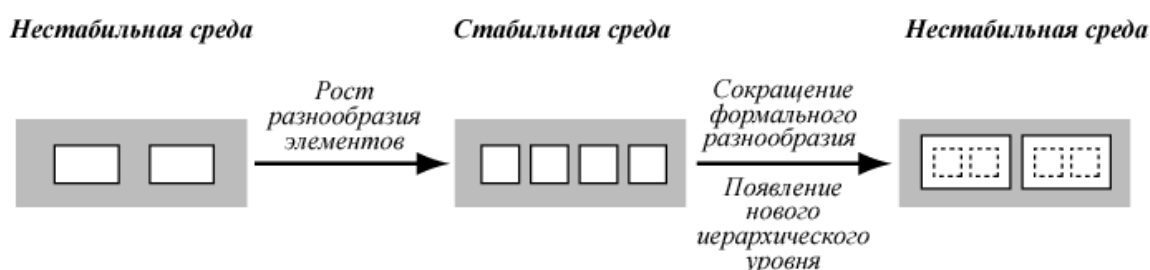 Нестабильная среда
Стабильная среда
Нестабильная среда
Рост
разнообразия
элементов
Сокращение
формального
разнообразия
Появление
нового
иерархического
уровня